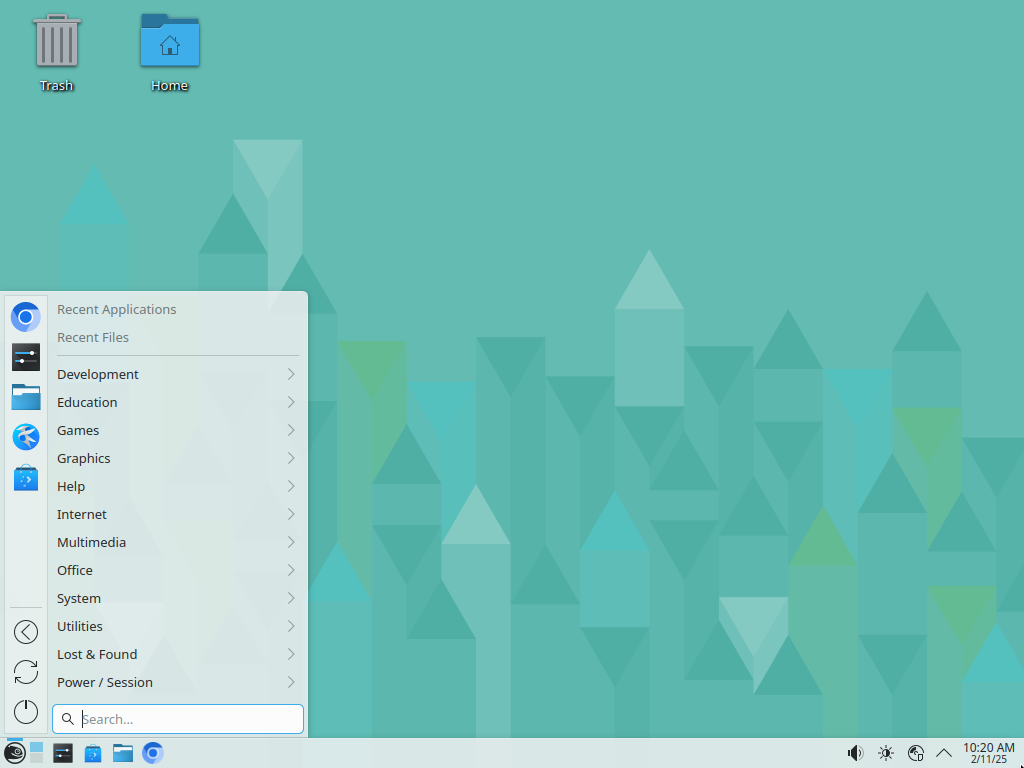 Trash
Home
Recent Applications
Recent Files
Development
Education
Games
Graphics
Help
Internet
Multimedia
Office
System
Utilities
Lost & Found
Power / Session
Search...
10:20 AM
2/11/25